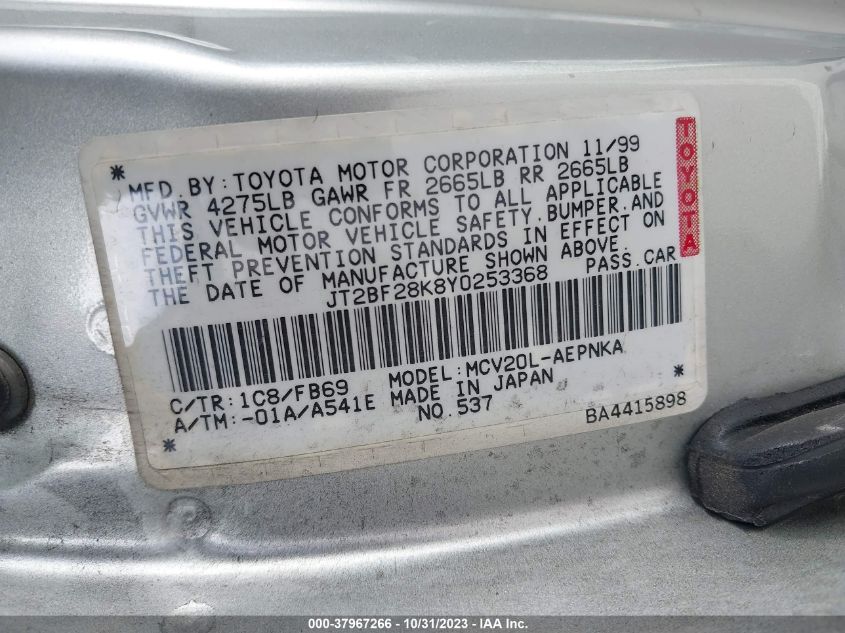 MFD. BY: TOYOTA MOTOR CORPORATION 11/99
GVWR 4275LB GAWR FR 2665LB RR 2665LB
THIS VEHICLE CONFORMS TO ALL APPLICABLE
FEDERAL MOTOR VEHICLE SAFETY, BUMPER, AND
THEFT PREVENTION STANDARDS IN EFFECT ON
THE DATE OF MANUFACTURE SHOWN ABOVE.
JT2BF28K8Y0253368 PASS. CAR
TOYOTA
C/TR: 1C8/FB69 MODEL: MCV20L-AEPNKA
A/TM: -01A/A541E MADE IN JAPAN
NO. 537 BA4415898
000-37967266 - 10/31/2023 - IAA Inc.